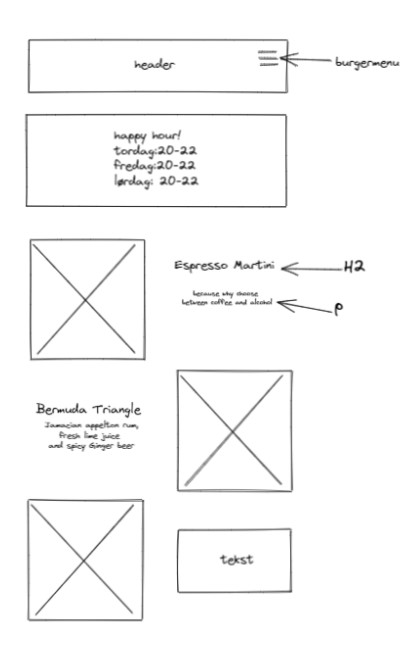 header
burgermenu
happy hour!
tordag:20-22
fredag:20-22
lørdag: 20-22
Espresso Martini
H2
because why choose
between coffee and alcohol
p
Bermuda Triangle
Jamacian appelton rum,
fresh lime juice
and spicy Ginger beer
tekst